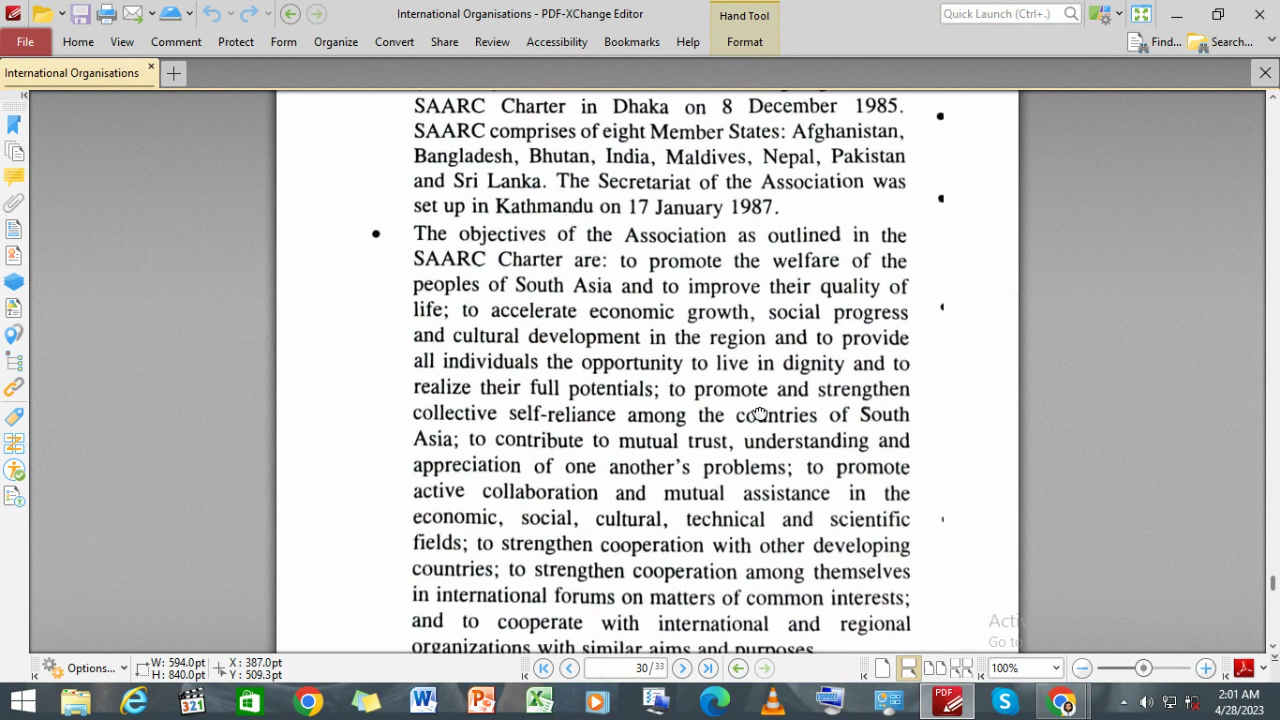 International Organisations - PDF-XChange Editor
Hand Tool
Quick Launch (Ctrl+.)
File
Home
View
Comment
Protect
Form
Organize
Convert
Share
Review
Accessibility
Bookmarks
Help
Format
Find...
Search...
International Organisations
SAARC Charter in Dhaka on 8 December 1985.
SAARC comprises of eight Member States: Afghanistan,
Bangladesh, Bhutan, India, Maldives, Nepal, Pakistan
and Sri Lanka. The Secretariat of the Association was
set up in Kathmandu on 17 January 1987.
• The objectives of the Association as outlined in the
SAARC Charter are: to promote the welfare of the
peoples of South Asia and to improve their quality of
life; to accelerate economic growth, social progress
and cultural development in the region and to provide
all individuals the opportunity to live in dignity and to
realize their full potentials; to promote and strengthen
collective self-reliance among the countries of South
Asia; to contribute to mutual trust, understanding and
appreciation of one another's problems; to promote
active collaboration and mutual assistance in the
economic, social, cultural, technical and scientific
fields; to strengthen cooperation with other developing
countries; to strengthen cooperation among themselves
in international forums on matters of common interests;
and to cooperate with international and regional
organizations with similar aims and purposes.
Acti
Go to
Options...
W: 594.0pt
H: 840.0pt
X: 387.0pt
Y: 509.3pt
30 / 33
100%
321
PDF
2:01 AM
4/28/2023